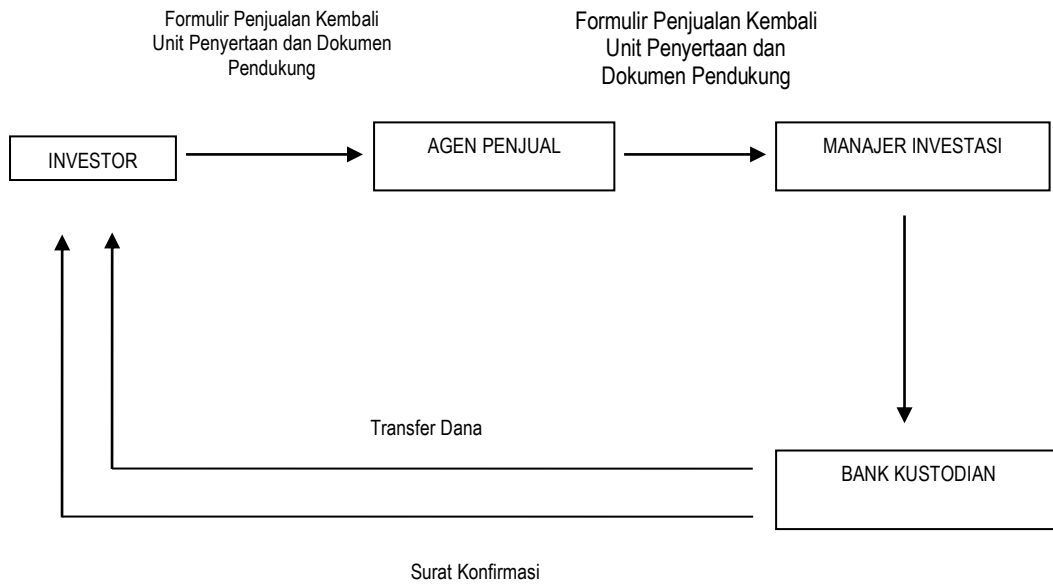 Formulir Penjualan Kembali
Unit Penyertaan dan Dokumen
Pendukung
Formulir Penjualan Kembali
Unit Penyertaan dan
Dokumen Pendukung
INVESTOR
AGEN PENJUAL
MANAJER INVESTASI
Transfer Dana
BANK KUSTODIAN
Surat Konfirmasi